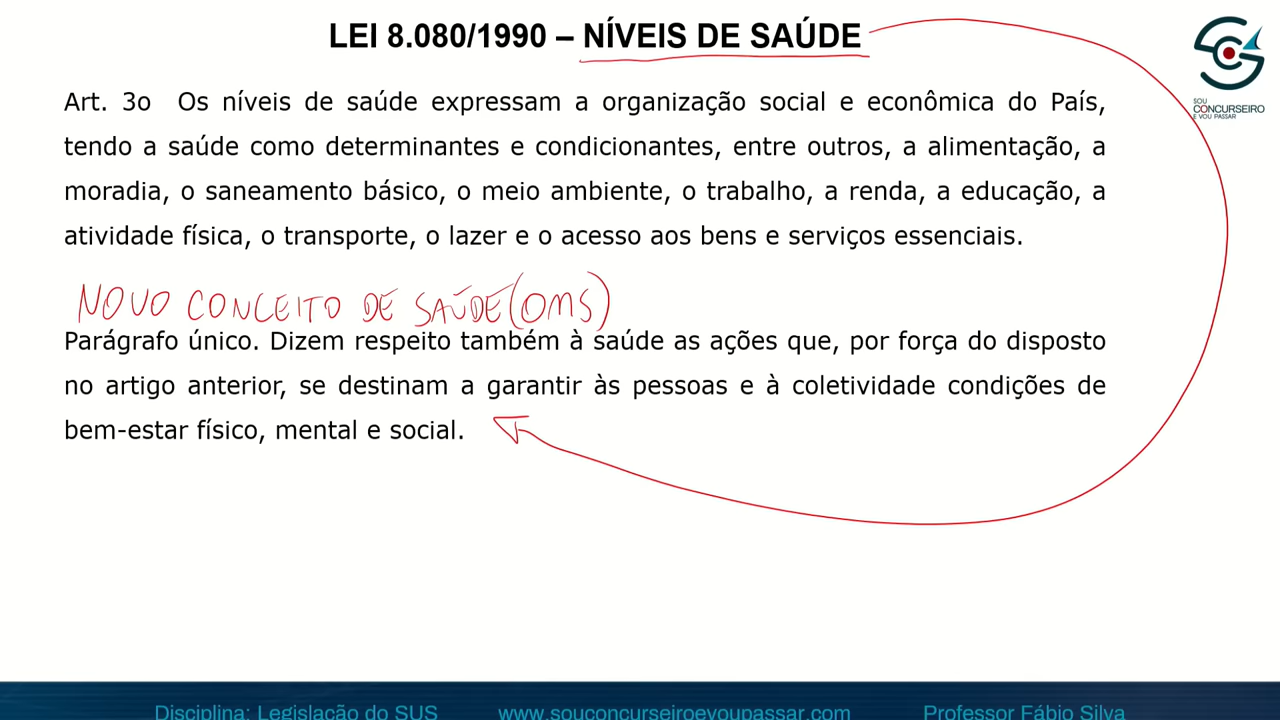 LEI 8.080/1990 – NÍVEIS DE SAÚDE
SOU
CONCURSEIRO
E VOU PASSAR
Art. 3o Os níveis de saúde expressam a organização social e econômica do País,
tendo a saúde como determinantes e condicionantes, entre outros, a alimentação, a
moradia, o saneamento básico, o meio ambiente, o trabalho, a renda, a educação, a
atividade física, o transporte, o lazer e o acesso aos bens e serviços essenciais.
NOVO CONCEITO DE SAÚDE (OMS)
Parágrafo único. Dizem respeito também à saúde as ações que, por força do disposto
no artigo anterior, se destinam a garantir às pessoas e à coletividade condições de
bem-estar físico, mental e social.
Disciplina: Legislação do SUS www.souconcurseiroevoupassar.com Professor Fábio Silva